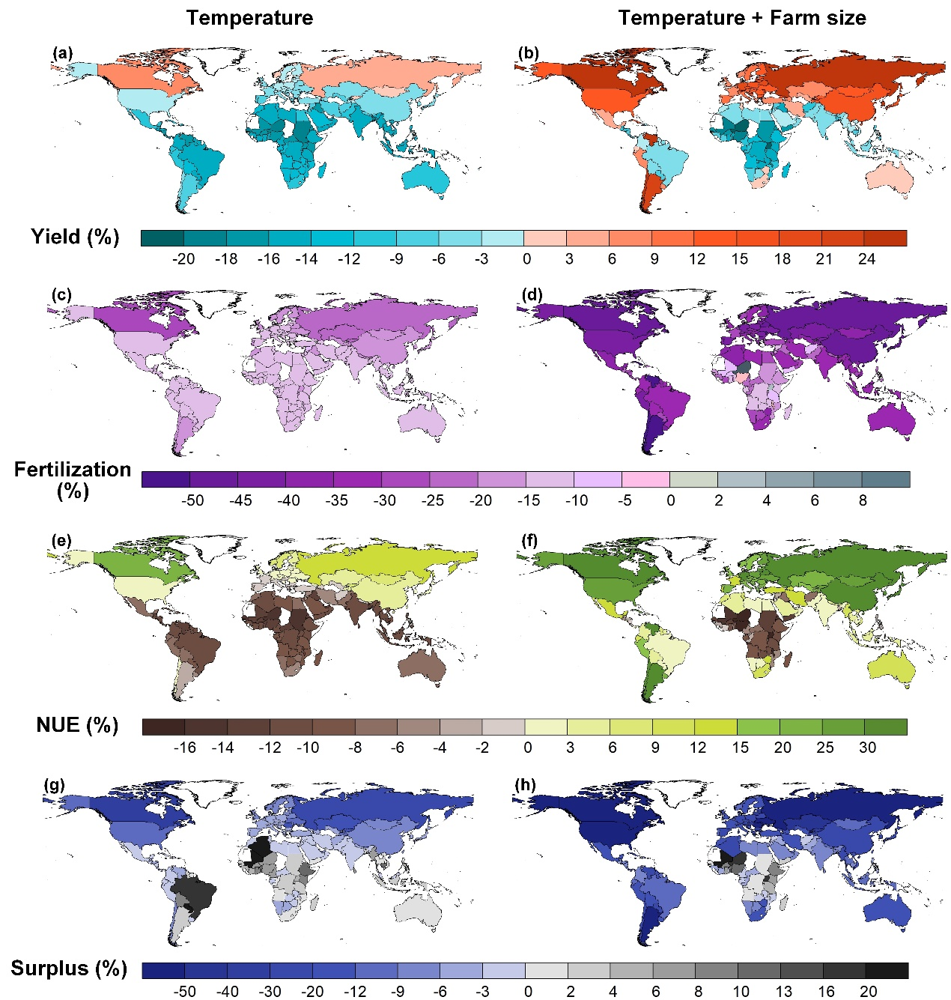 Temperature Temperature + Farm size
(a) (b)
Yield (%)
-20 -18 -16 -14 -12 -9 -6 -3 0 3 6 9 12 15 18 21 24
(c) (d)
Fertilization
(%)
-50 -45 -40 -35 -30 -25 -20 -15 -10 -5 0 2 4 6 8
(e) (f)
NUE (%)
-16 -14 -12 -10 -8 -6 -4 -2 0 3 6 9 12 15 20 25 30
(g) (h)
Surplus (%)
-50 -40 -30 -20 -12 -9 -6 -3 0 2 4 6 8 10 13 16 20